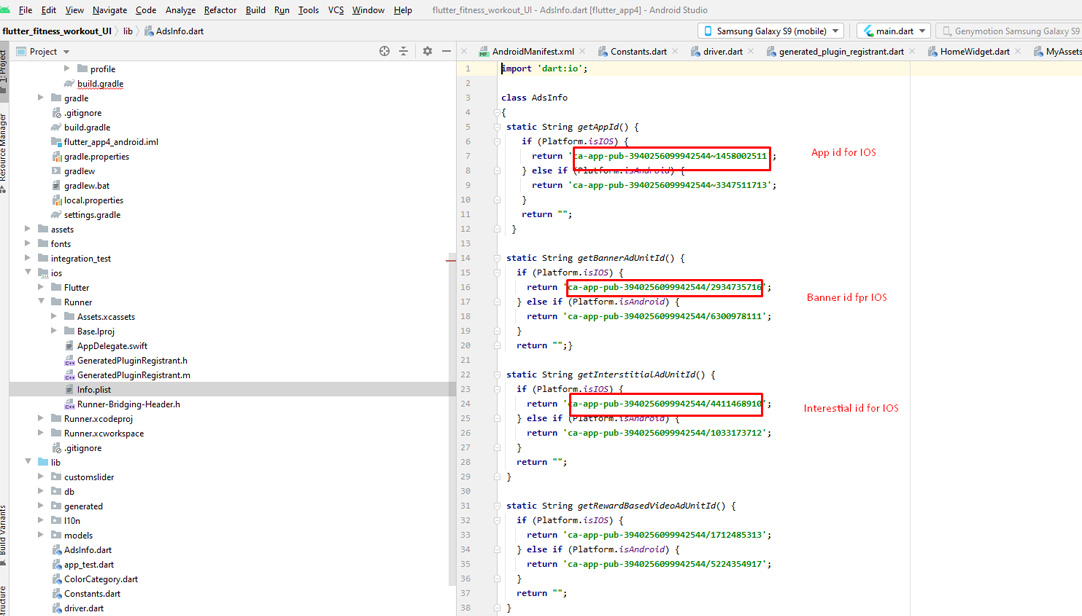 File Edit View Navigate Code Analyze Refactor Build Run Tools VCS Window Help flutter_fitness_workout_UI - AdsInfo.dart [flutter_app4] - Android Studio
flutter_fitness_workout_UI lib AdsInfo.dart Samsung Galaxy S9 (mobile) main.dart Genymotion Samsung Galaxy S9
Project AndroidManifest.xml Constants.dart driver.dart generated_plugin_registrant.dart HomeWidget.dart MyAssets
1: Project
Resource Manager
Build Variants
profile
build.gradle
gradle
.gitignore
build.gradle
flutter_app4_android.iml
gradle.properties
gradlew
gradlew.bat
local.properties
settings.gradle
assets
fonts
integration_test
ios
Flutter
Runner
Assets.xcassets
Base.lproj
AppDelegate.swift
GeneratedPluginRegistrant.h
GeneratedPluginRegistrant.m
Info.plist
Runner-Bridging-Header.h
Runner.xcodeproj
Runner.xcworkspace
.gitignore
lib
customslider
db
generated
l10n
models
AdsInfo.dart
app_test.dart
ColorCategory.dart
Constants.dart
driver.dart
1 import 'dart:io';
2
3 class AdsInfo
4 {
5 static String getAppId() {
6 if (Platform.isIOS) {
7 return 'ca-app-pub-3940256099942544~1458002511'; App id for IOS
8 } else if (Platform.isAndroid) {
9 return 'ca-app-pub-3940256099942544~3347511713';
10 }
11 return "";
12 }
13
14 static String getBannerAdUnitId() {
15 if (Platform.isIOS) {
16 return 'ca-app-pub-3940256099942544/2934735716'; Banner id fpr IOS
17 } else if (Platform.isAndroid) {
18 return 'ca-app-pub-3940256099942544/6300978111';
19 }
20 return "";}
21
22 static String getInterstitialAdUnitId() {
23 if (Platform.isIOS) {
24 return 'ca-app-pub-3940256099942544/4411468910'; Interestial id for IOS
25 } else if (Platform.isAndroid) {
26 return 'ca-app-pub-3940256099942544/1033173712';
27 }
28 return "";
29 }
30
31 static String getRewardBasedVideoAdUnitId() {
32 if (Platform.isIOS) {
33 return 'ca-app-pub-3940256099942544/1712485313';
34 } else if (Platform.isAndroid) {
35 return 'ca-app-pub-3940256099942544/5224354917';
36 }
37 return "";
38 }